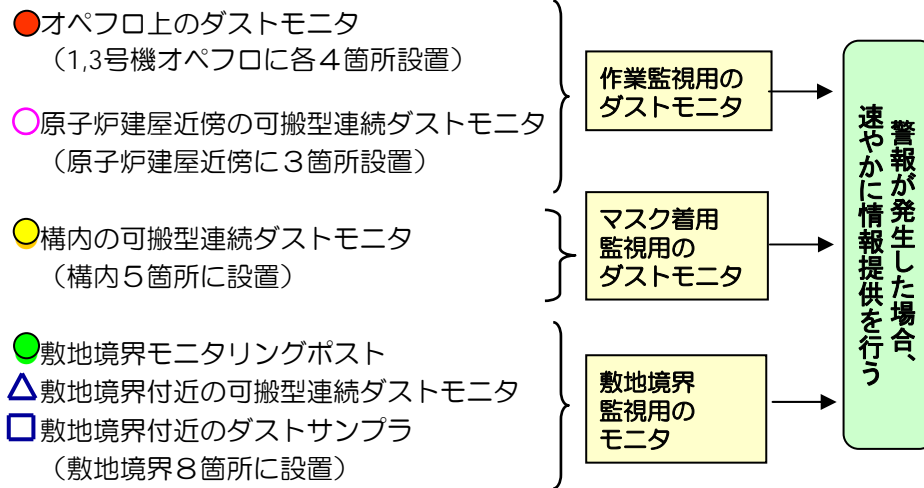 オペフロ上のダストモニタ
（1,3号機オペフロに各４箇所設置）
原子炉建屋近傍の可搬型連続ダストモニタ
（原子炉建屋近傍に３箇所設置）
作業監視用の
ダストモニタ
構内の可搬型連続ダストモニタ
（構内５箇所に設置）
マスク着用
監視用の
ダストモニタ
敷地境界モニタリングポスト
敷地境界付近の可搬型連続ダストモニタ
敷地境界付近のダストサンプラ
（敷地境界８箇所に設置）
敷地境界
監視用の
モニタ
警報が発生した場合、
速やかに情報提供を行う